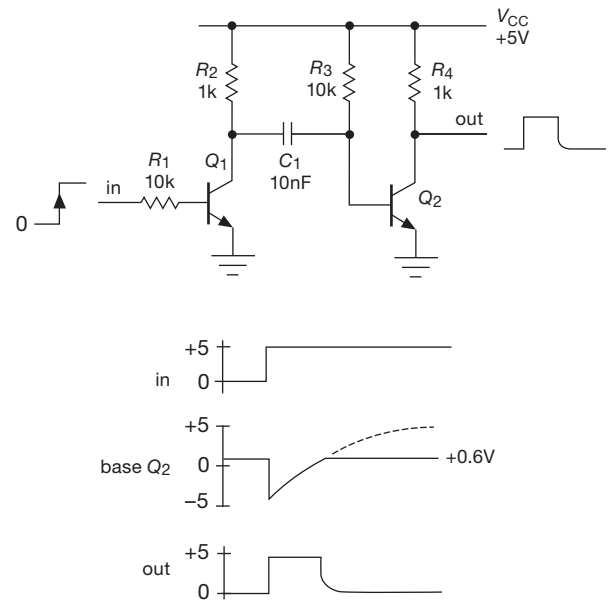 VCC
+5V
R2
1k
R3
10k
R4
1k
out
R1
10k
Q1
C1
10nF
Q2
in
0
+5
in
0
+5
base Q2
0
−5
+0.6V
+5
out
0